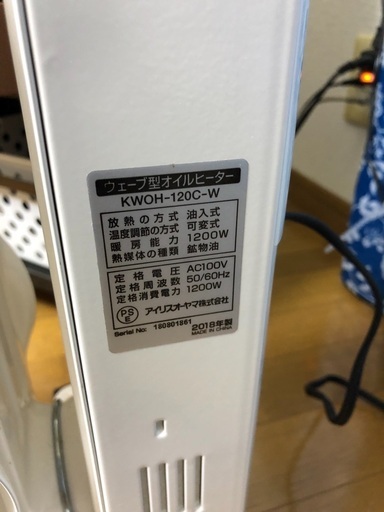 ウェーブ型オイルヒーター
KWOH-120C-W
放熱の方式 油入式
温度調節の方式 可変式
暖房能力 1200W
熱媒体の種類 鉱物油
定格電圧 AC100V
定格周波数 50/60Hz
定格消費電力 1200W
PS
E
アイリスオーヤマ株式会社
Serial No: 180801861
2018年製
MADE IN CHINA